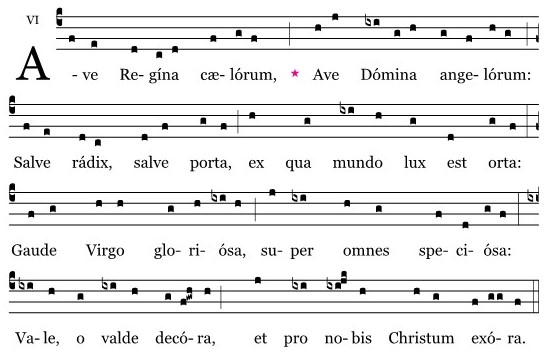 VI
A - ve Re- gína cæ- lórum, ★ Ave Dómina ange- lórum:
Salve rádix, salve porta, ex qua mundo lux est orta:
Gaude Virgo glo- ri- ósa, su- per omnes spe- ci- ósa:
Va- le, o valde decó- ra, et pro no- bis Christum exó- ra.